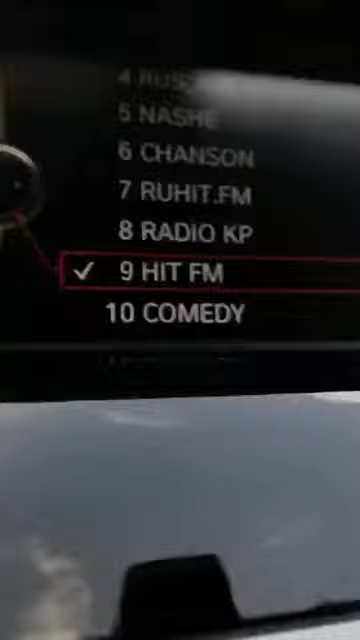 5 NASHE
6 CHANSON
7 RUHIT.FM
8 RADIO KP
9 HIT FM
10 COMEDY